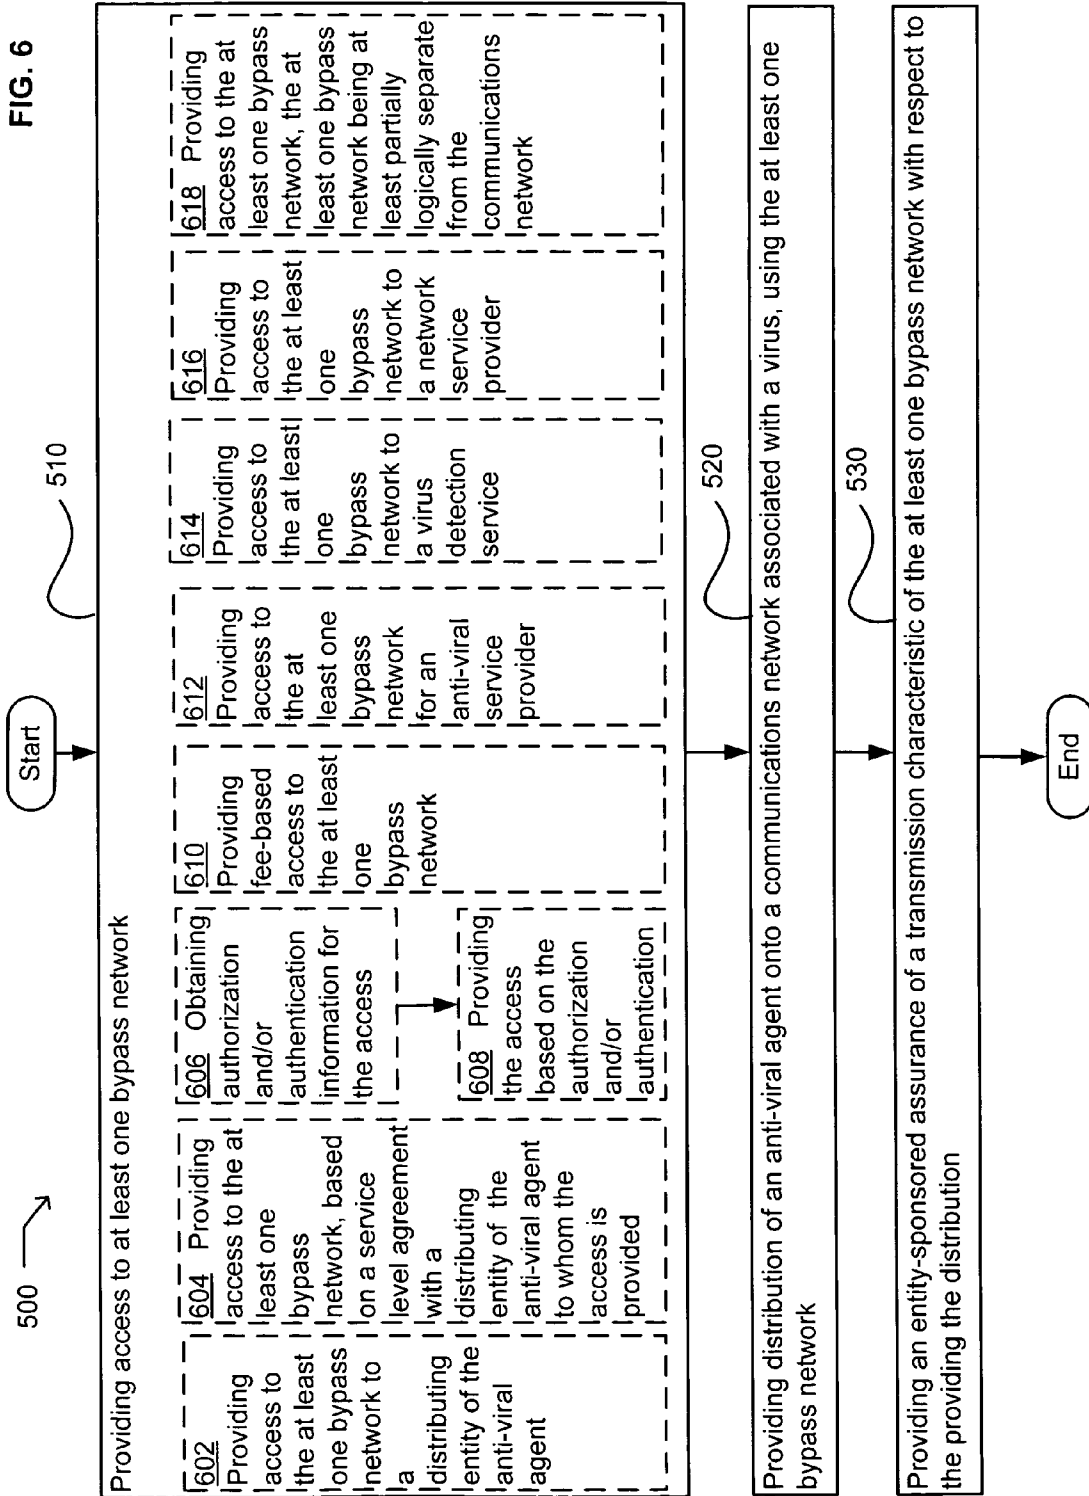 FIG. 6
500
Start
510
Providing access to at least one bypass network
602 Providing
access to
the at least
one bypass
network to
a
distributing
entity of the
anti-viral
agent
604 Providing
access to the at
least one
bypass
network, based
on a service
level agreement
with a
distributing
entity of the
anti-viral agent
to whom the
access is
provided
606 Obtaining
authorization
and/or
authentication
information for
the access
608 Providing
the access
based on the
authorization
and/or
authentication
610
Providing
fee-based
access to
the at least
one
bypass
network
612
Providing
access to
the at
least one
bypass
network
for an
anti-viral
service
provider
614
Providing
access to
the at least
one
bypass
network to
a virus
detection
service
616
Providing
access to
the at least
one
bypass
network to
a network
service
provider
618 Providing
access to the at
least one bypass
network, the at
least one bypass
network being at
least partially
logically separate
from the
communications
network
520
Providing distribution of an anti-viral agent onto a communications network associated with a virus, using the at least one
bypass network
530
Providing an entity-sponsored assurance of a transmission characteristic of the at least one bypass network with respect to
the providing the distribution
End